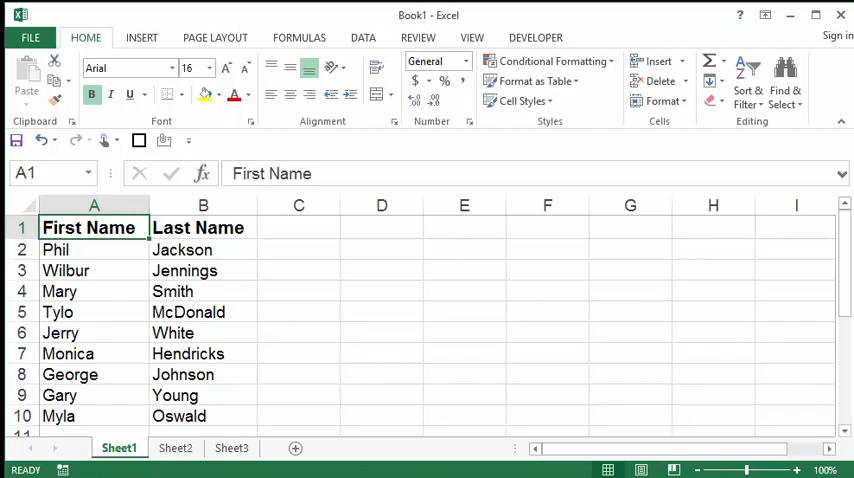 Book1 - Excel
?
FILE HOME INSERT PAGE LAYOUT FORMULAS DATA REVIEW VIEW DEVELOPER Sign in
Paste
Arial 16 A A
B I U A
General
$ % ,
.00 .0
Conditional Formatting
Format as Table
Cell Styles
Insert
Delete
Format
Σ
Sort & Filter
Find & Select
Clipboard Font Alignment Number Styles Cells Editing
A1 fx First Name
A B C D E F G H I
1 First Name Last Name
2 Phil Jackson
3 Wilbur Jennings
4 Mary Smith
5 Tylo McDonald
6 Jerry White
7 Monica Hendricks
8 George Johnson
9 Gary Young
10 Myla Oswald
11
Sheet1 Sheet2 Sheet3
READY 100%